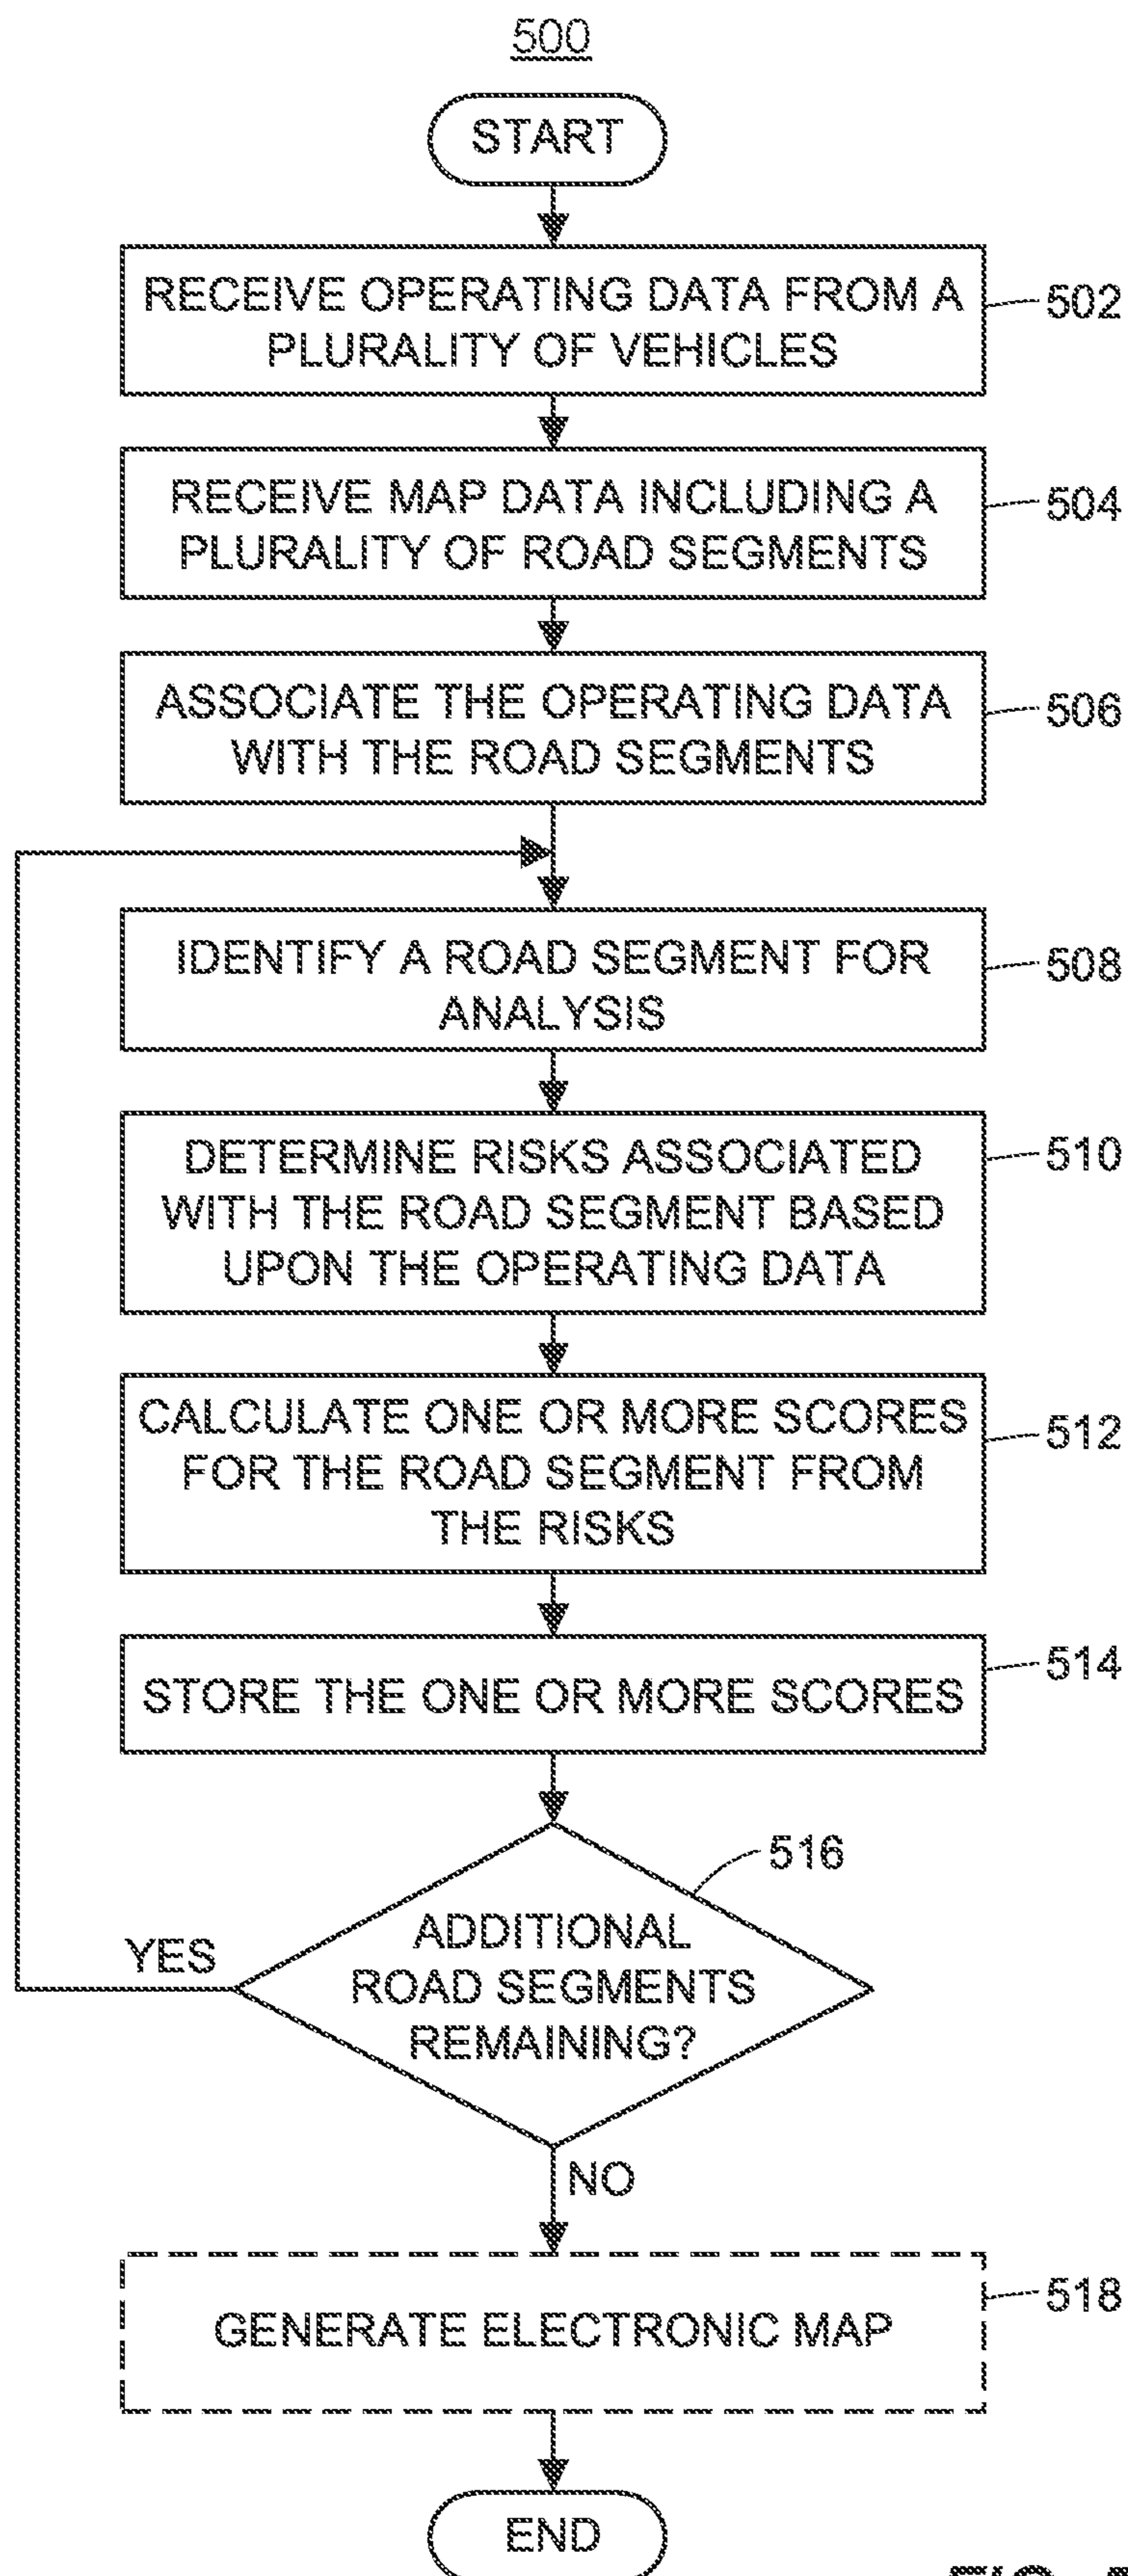 500
START
RECEIVE OPERATING DATA FROM A
PLURALITY OF VEHICLES
502
RECEIVE MAP DATA INCLUDING A
PLURALITY OF ROAD SEGMENTS
504
ASSOCIATE THE OPERATING DATA
WITH THE ROAD SEGMENTS
506
IDENTIFY A ROAD SEGMENT FOR
ANALYSIS
508
DETERMINE RISKS ASSOCIATED
WITH THE ROAD SEGMENT BASED
UPON THE OPERATING DATA
510
CALCULATE ONE OR MORE SCORES
FOR THE ROAD SEGMENT FROM
THE RISKS
512
STORE THE ONE OR MORE SCORES
514
516
ADDITIONAL
ROAD SEGMENTS
REMAINING?
YES
NO
GENERATE ELECTRONIC MAP
518
END